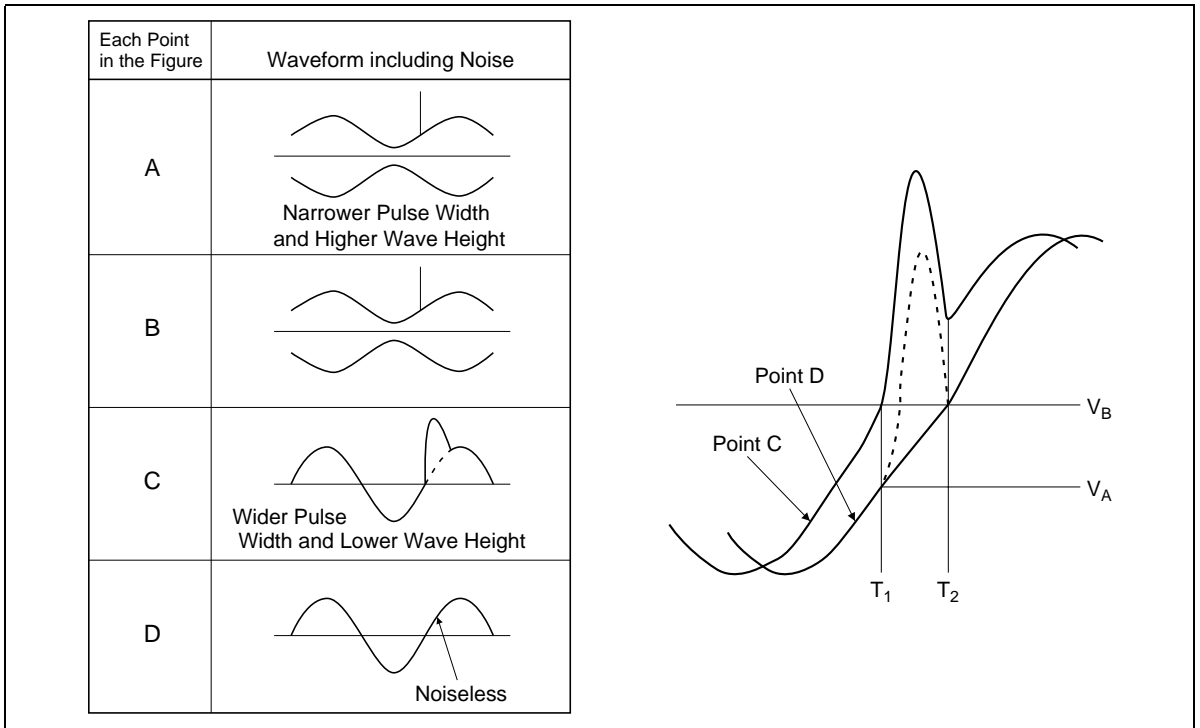 Each Point
in the Figure
Waveform including Noise
A
Narrower Pulse Width
and Higher Wave Height
B
C
Wider Pulse
Width and Lower Wave Height
D
Noiseless
Point D
Point C
V_B
V_A
T_1
T_2